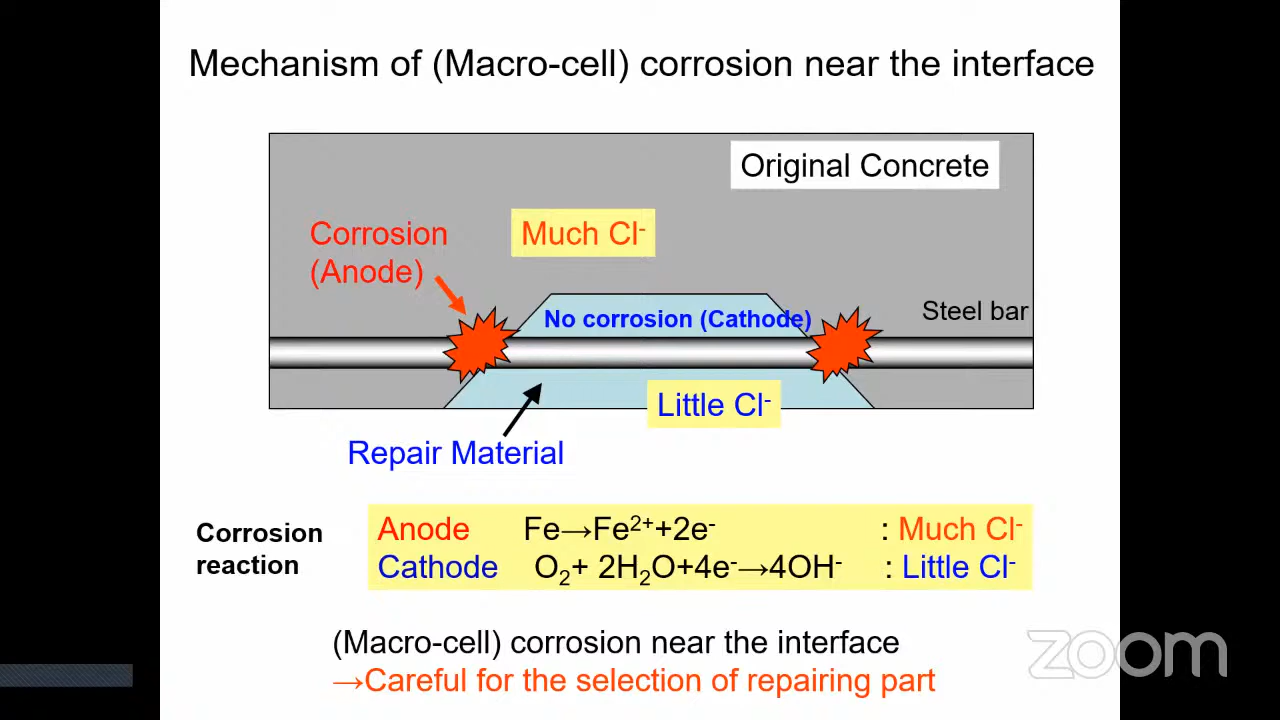 Mechanism of (Macro-cell) corrosion near the interface
Original Concrete
Corrosion
(Anode)
Much Cl⁻
No corrosion (Cathode)
Steel bar
Little Cl⁻
Repair Material
Corrosion
reaction
Anode Fe→Fe²⁺+2e⁻ : Much Cl⁻
Cathode O₂+ 2H₂O+4e⁻→4OH⁻ : Little Cl⁻
(Macro-cell) corrosion near the interface
→Careful for the selection of repairing part
zoom